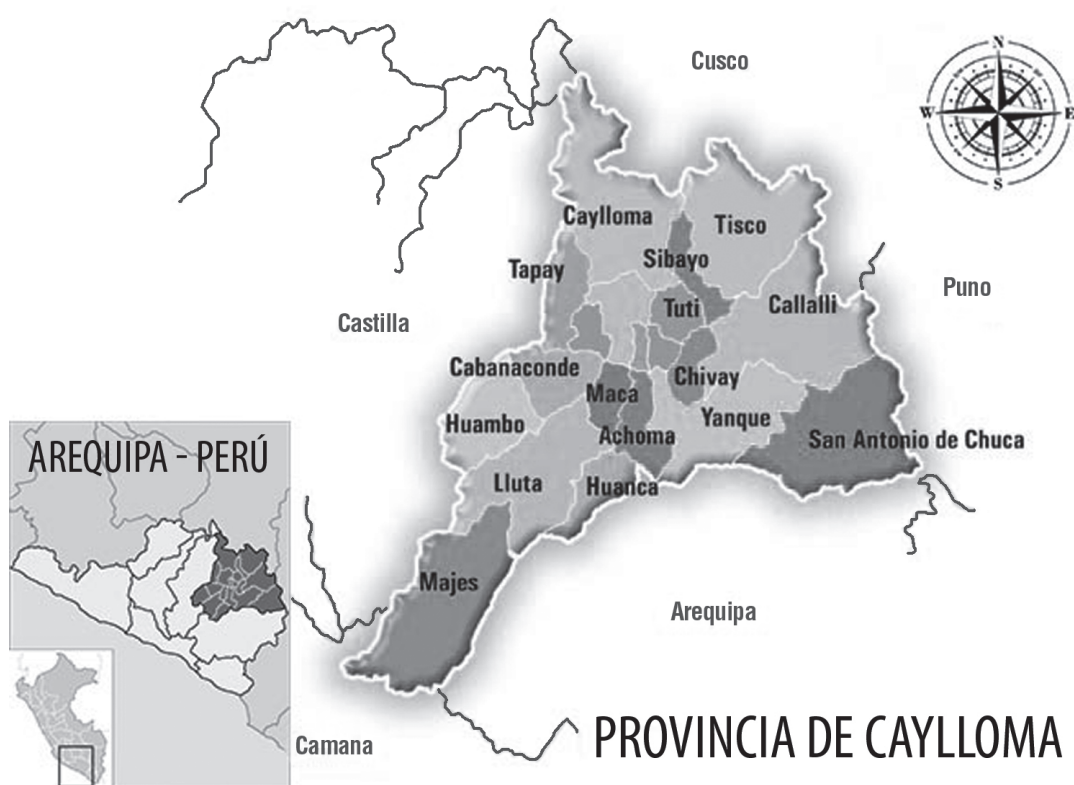 Cusco
N
W
E
S
Caylloma
Tisco
Sibayo
Tapay
Puno
Callalli
Tuti
Castilla
Cabanaconde
Chivay
Maca
Yanque
Huambo
Achoma
San Antonio de Chuca
AREQUIPA - PERÚ
Lluta
Huanca
Majes
Arequipa
Camana
PROVINCIA DE CAYLLOMA